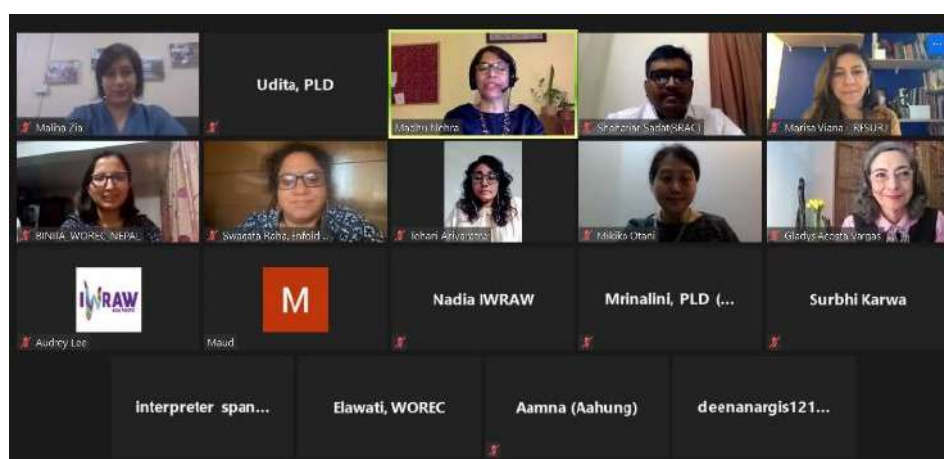 Maliha Zia
Udita, PLD
Madhu Mehra
Shahariar Sadat(BRAC)
Marisa Viana - RESURJ
BINITA, WOREC NEPAL
Swagata Raha, Enfold ..
Tehani Ariyaratne
Mikiko Otani
Gladys Acosta Vargas
IWRAW
Audrey Lee
M
Maud
Nadia IWRAW
Mrinalini, PLD (...
Surbhi Karwa
interpreter span...
Elawati, WOREC
Aamna (Aahung)
deenanargis121...